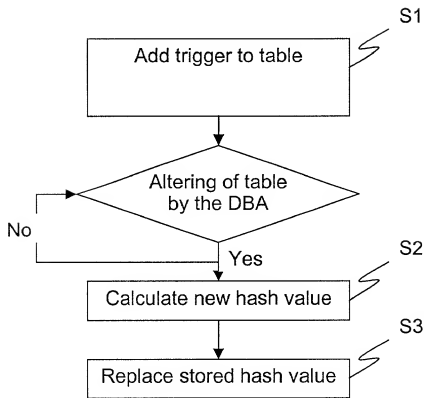 S1
Add trigger to table
Altering of table
by the DBA
No
Yes
S2
Calculate new hash value
S3
Replace stored hash value